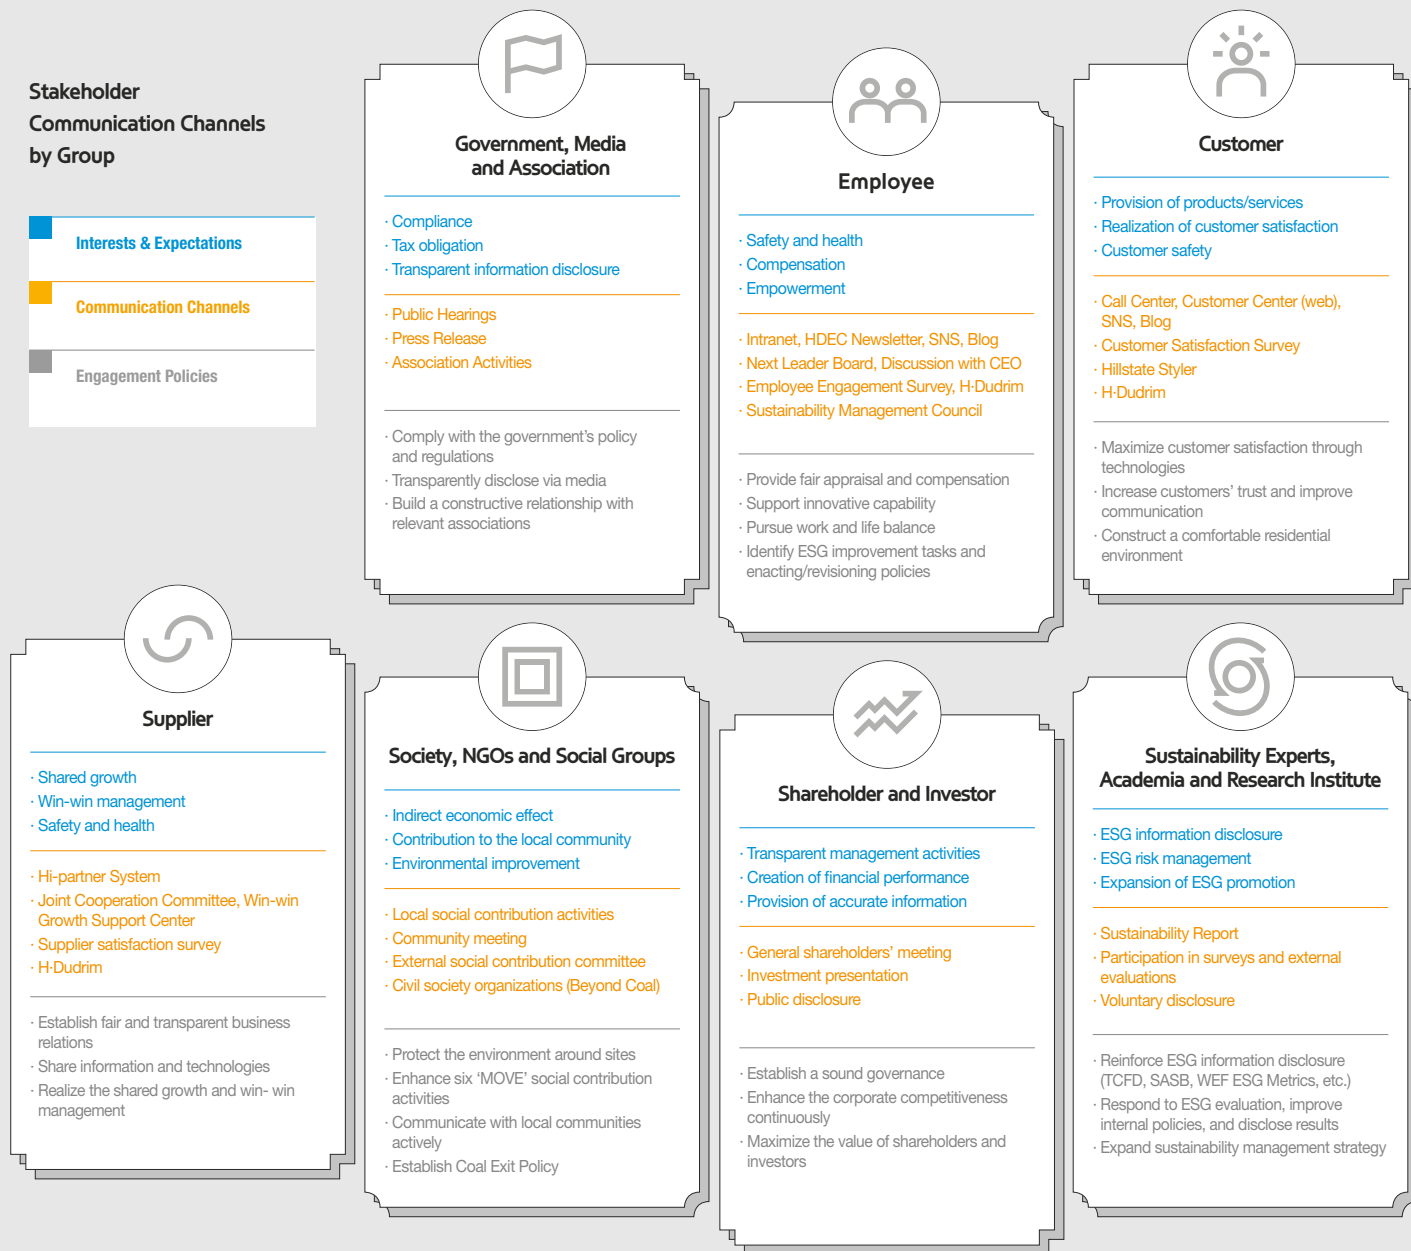 Stakeholder
Communication Channels
by Group
Interests & Expectations
Communication Channels
Engagement Policies
Government, Media
and Association
· Compliance
· Tax obligation
· Transparent information disclosure
· Public Hearings
· Press Release
· Association Activities
· Comply with the government's policy
and regulations
· Transparently disclose via media
· Build a constructive relationship with
relevant associations
Employee
· Safety and health
· Compensation
· Empowerment
· Intranet, HDEC Newsletter, SNS, Blog
· Next Leader Board, Discussion with CEO
· Employee Engagement Survey, H·Dudrim
· Sustainability Management Council
· Provide fair appraisal and compensation
· Support innovative capability
· Pursue work and life balance
· Identify ESG improvement tasks and
enacting/revisioning policies
Customer
· Provision of products/services
· Realization of customer satisfaction
· Customer safety
· Call Center, Customer Center (web),
SNS, Blog
· Customer Satisfaction Survey
· Hillstate Styler
· H·Dudrim
· Maximize customer satisfaction through
technologies
· Increase customers' trust and improve
communication
· Construct a comfortable residential
environment
Supplier
· Shared growth
· Win-win management
· Safety and health
· Hi-partner System
· Joint Cooperation Committee, Win-win
Growth Support Center
· Supplier satisfaction survey
· H·Dudrim
· Establish fair and transparent business
relations
· Share information and technologies
· Realize the shared growth and win- win
management
Society, NGOs and Social Groups
· Indirect economic effect
· Contribution to the local community
· Environmental improvement
· Local social contribution activities
· Community meeting
· External social contribution committee
· Civil society organizations (Beyond Coal)
· Protect the environment around sites
· Enhance six 'MOVE' social contribution
activities
· Communicate with local communities
actively
· Establish Coal Exit Policy
Shareholder and Investor
· Transparent management activities
· Creation of financial performance
· Provision of accurate information
· General shareholders' meeting
· Investment presentation
· Public disclosure
· Establish a sound governance
· Enhance the corporate competitiveness
continuously
· Maximize the value of shareholders and
investors
Sustainability Experts,
Academia and Research Institute
· ESG information disclosure
· ESG risk management
· Expansion of ESG promotion
· Sustainability Report
· Participation in surveys and external
evaluations
· Voluntary disclosure
· Reinforce ESG information disclosure
(TCFD, SASB, WEF ESG Metrics, etc.)
· Respond to ESG evaluation, improve
internal policies, and disclose results
· Expand sustainability management strategy